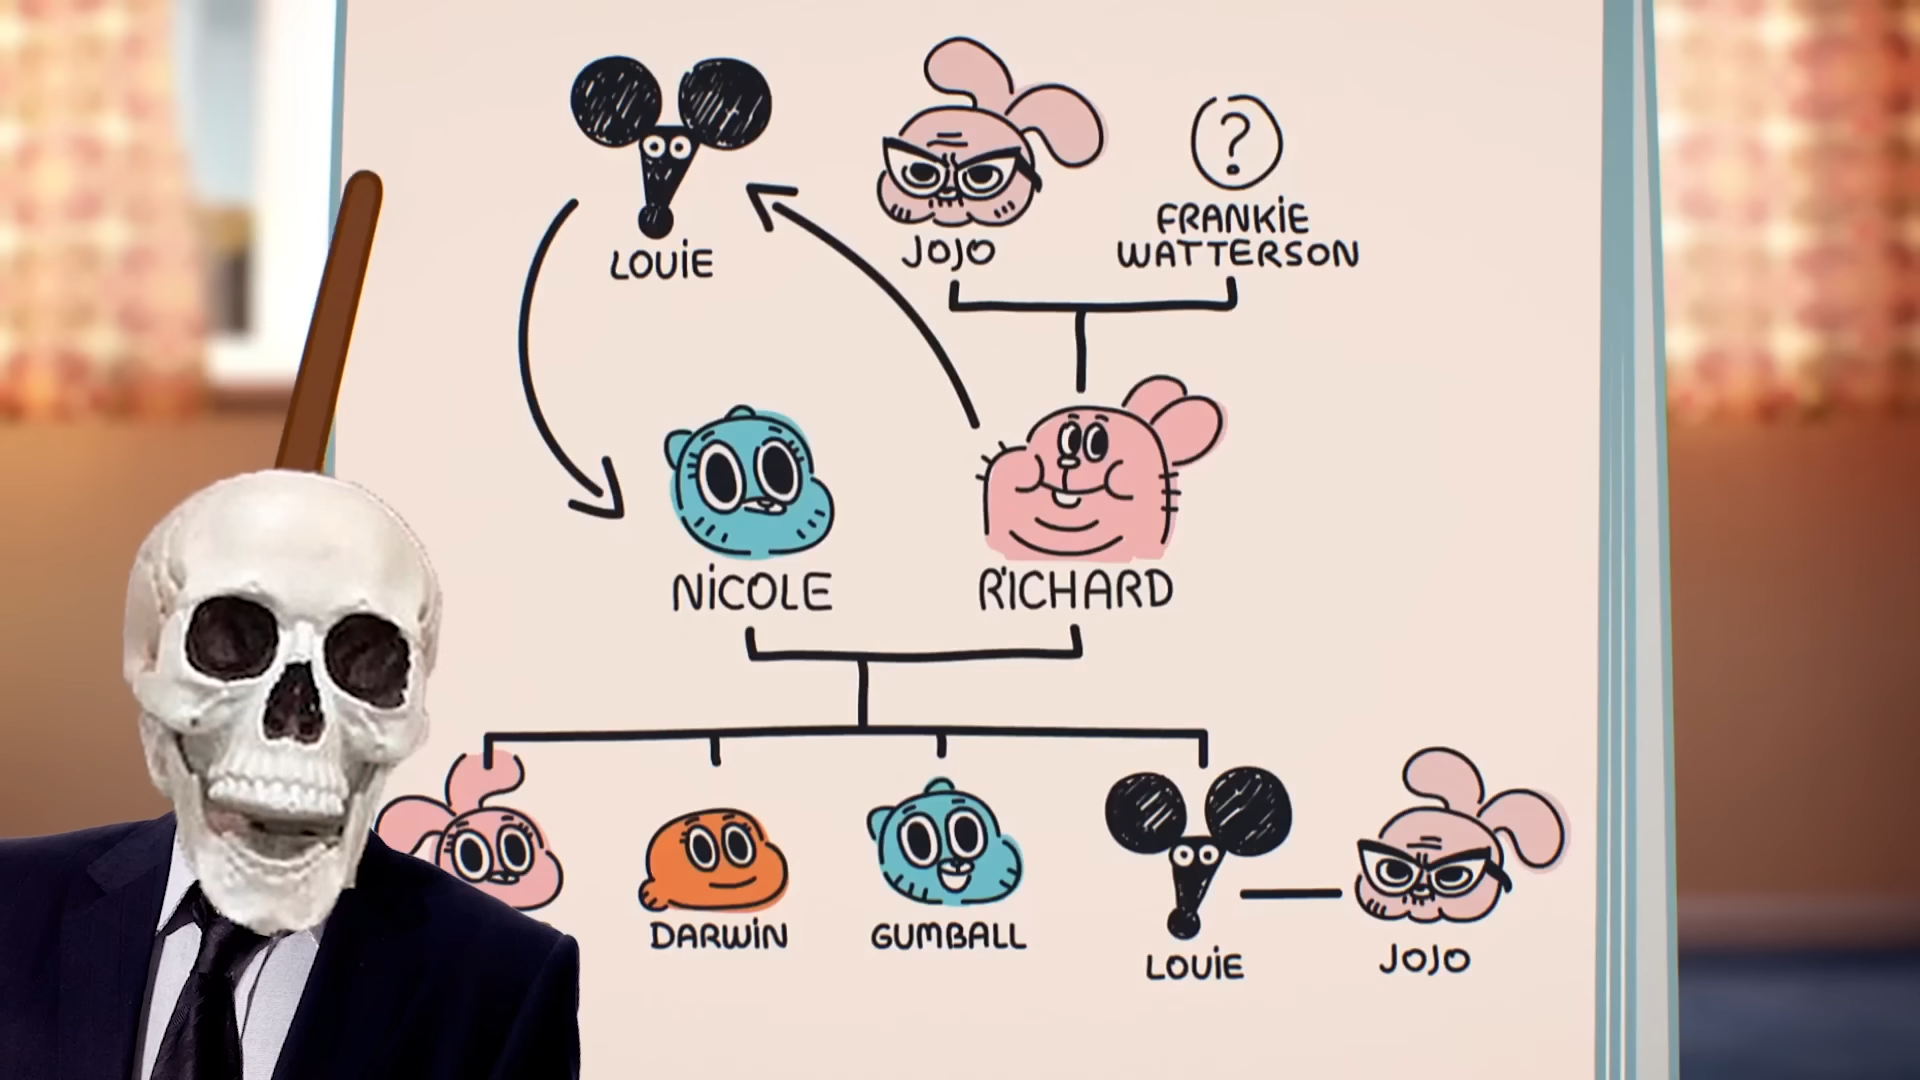 ?
FRANKIE
WATTERSON
LOUIE
JOJO
NICOLE
RICHARD
DARWIN
GUMBALL
LOUIE
JOJO